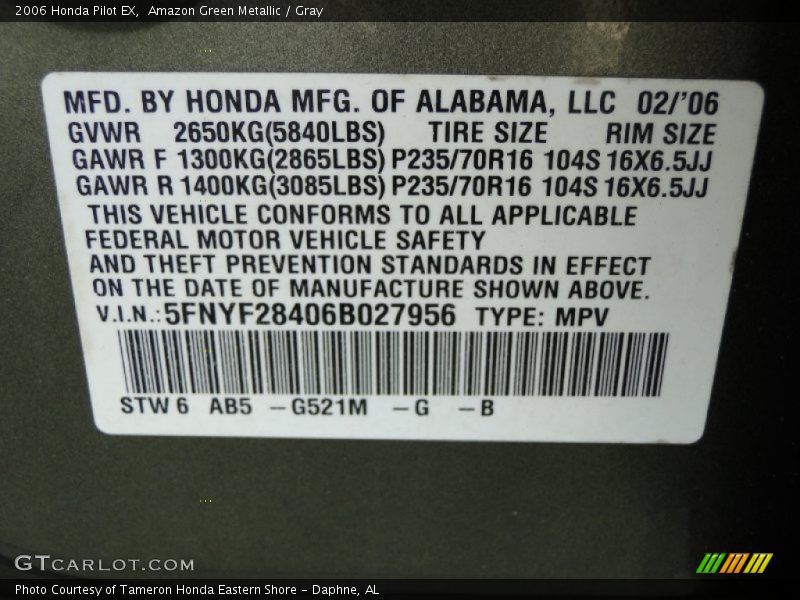 2006 Honda Pilot EX,  Amazon Green Metallic / Gray
MFD. BY HONDA MFG. OF ALABAMA, LLC 02/'06
GVWR 2650KG(5840LBS) TIRE SIZE RIM SIZE
GAWR F 1300KG(2865LBS) P235/70R16 104S 16X6.5JJ
GAWR R 1400KG(3085LBS) P235/70R16 104S 16X6.5JJ
THIS VEHICLE CONFORMS TO ALL APPLICABLE
FEDERAL MOTOR VEHICLE SAFETY
AND THEFT PREVENTION STANDARDS IN EFFECT
ON THE DATE OF MANUFACTURE SHOWN ABOVE.
V.I.N.: 5FNYF28406B027956 TYPE: MPV
STW 6 AB5 – G521M – G – B
GTCARLOT.COM
Photo Courtesy of Tameron Honda Eastern Shore – Daphne, AL